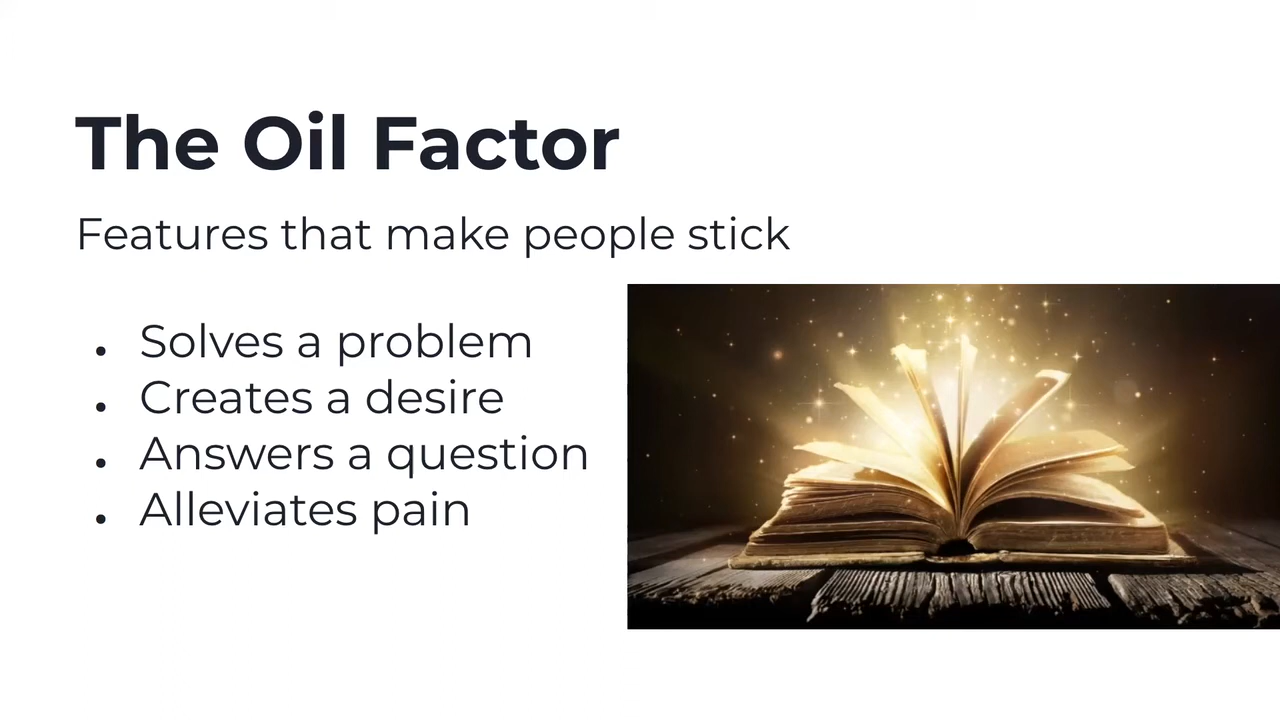 The Oil Factor
Features that make people stick
• Solves a problem
• Creates a desire
• Answers a question
• Alleviates pain